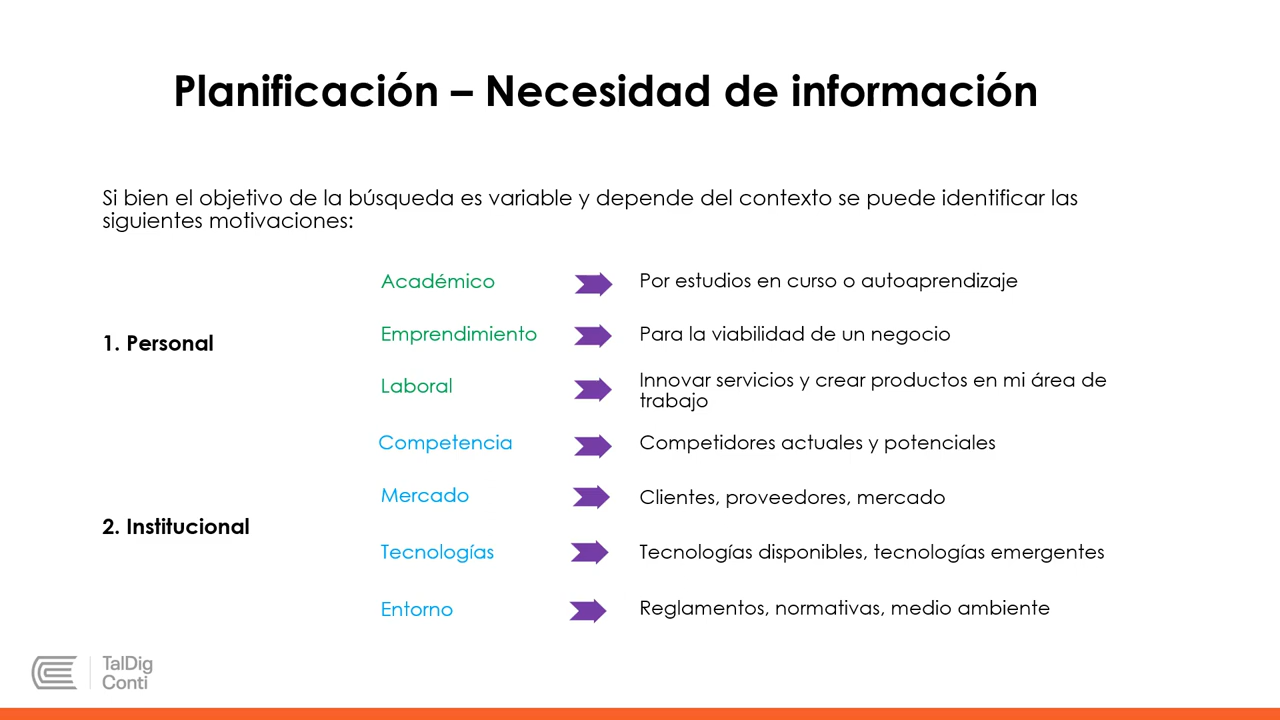 Planificación – Necesidad de información
Si bien el objetivo de la búsqueda es variable y depende del contexto se puede identificar las
siguientes motivaciones:
1. Personal
Académico
Por estudios en curso o autoaprendizaje
Emprendimiento
Para la viabilidad de un negocio
Laboral
Innovar servicios y crear productos en mi área de
trabajo
2. Institucional
Competencia
Competidores actuales y potenciales
Mercado
Clientes, proveedores, mercado
Tecnologías
Tecnologías disponibles, tecnologías emergentes
Entorno
Reglamentos, normativas, medio ambiente
TalDig
Conti